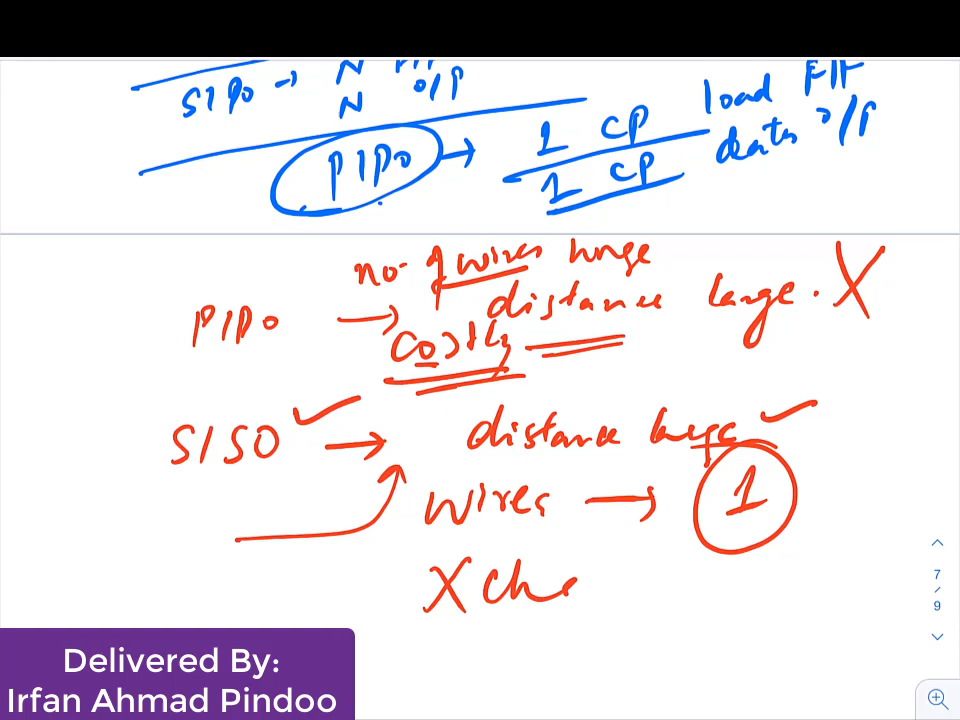 SIPO → N
N O/P
PIPO → 1 CP load
1 CP data O/P
no. of wires large
PIPO → distance large. X
costly
SISO ✓ → distance large ✓
wires → 1
X che
7
/
9
Delivered By:
Irfan Ahmad Pindoo